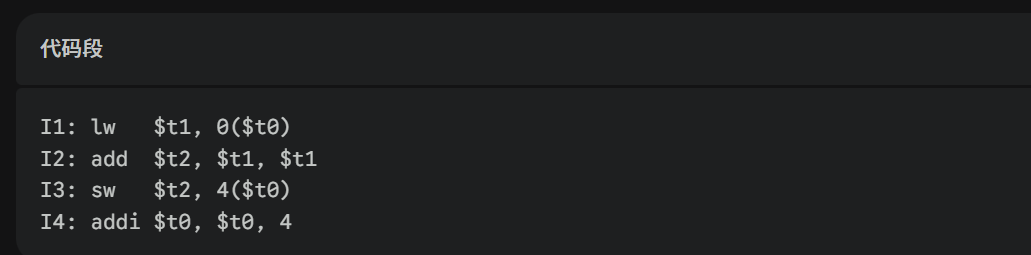 代码段
I1: lw   $t1, 0($t0)
I2: add  $t2, $t1, $t1
I3: sw   $t2, 4($t0)
I4: addi $t0, $t0, 4